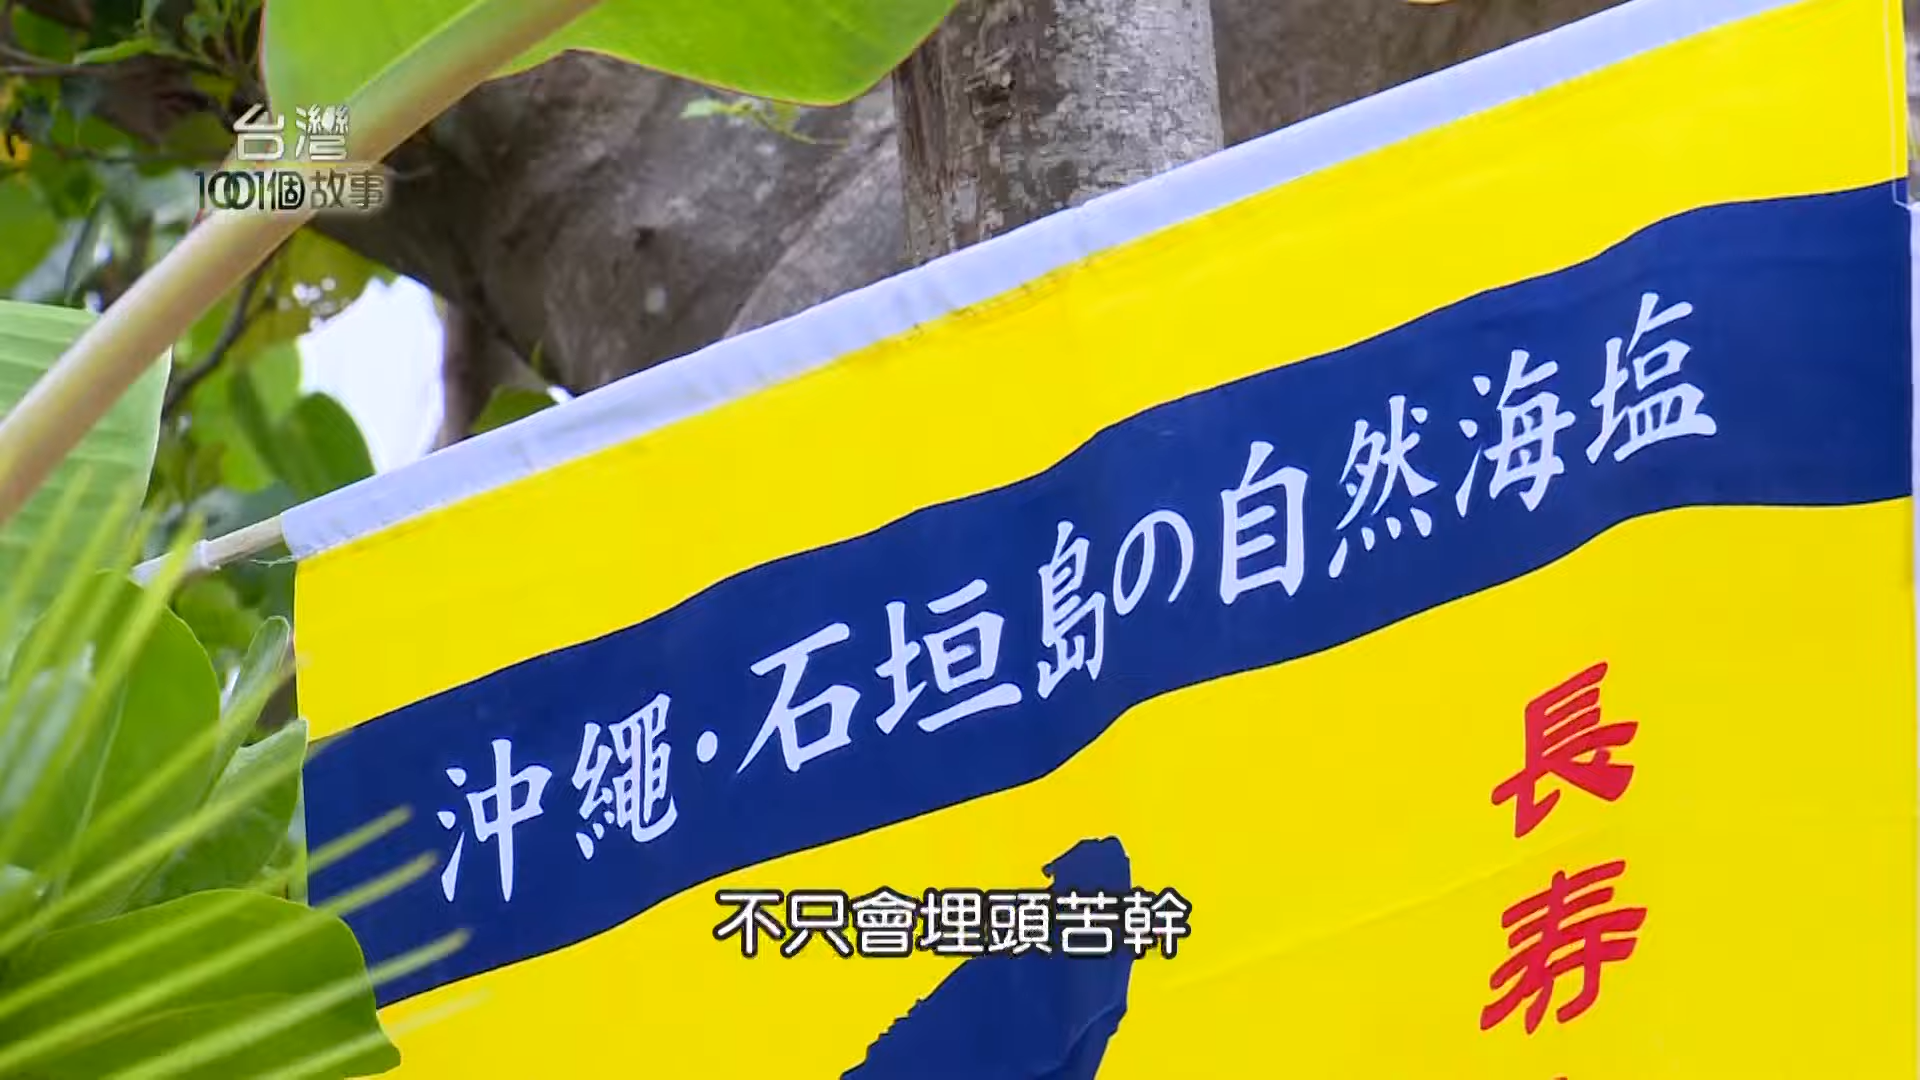 台灣
1001個故事
沖繩・石垣島の自然海塩
長寿
不只會埋頭苦幹